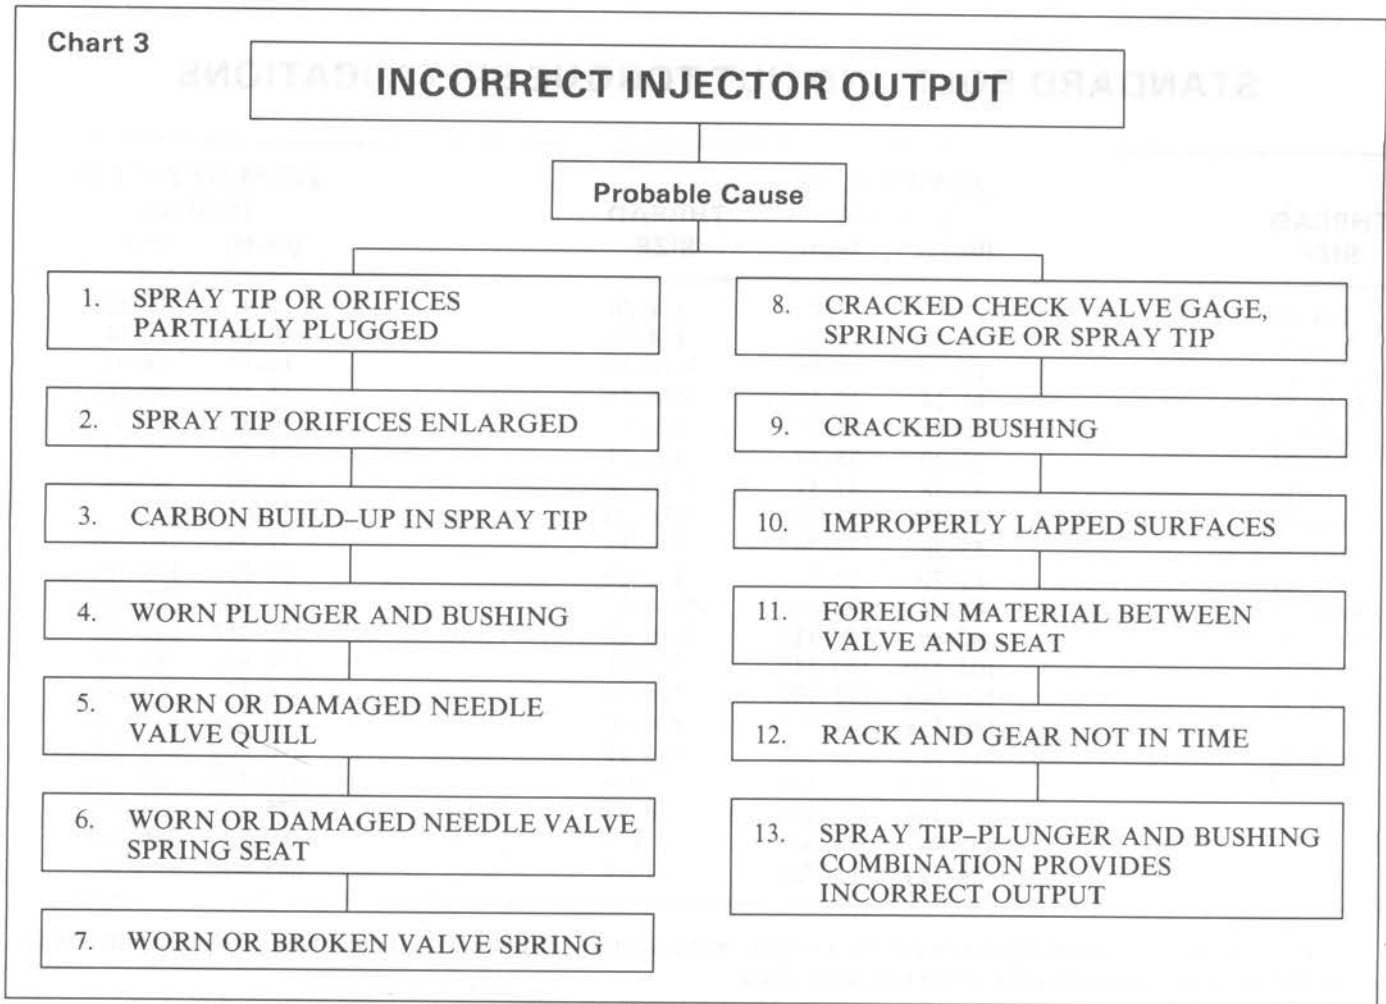 Chart 3
INCORRECT INJECTOR OUTPUT
Probable Cause
1. SPRAY TIP OR ORIFICES
PARTIALLY PLUGGED
2. SPRAY TIP ORIFICES ENLARGED
3. CARBON BUILD–UP IN SPRAY TIP
4. WORN PLUNGER AND BUSHING
5. WORN OR DAMAGED NEEDLE
VALVE QUILL
6. WORN OR DAMAGED NEEDLE VALVE
SPRING SEAT
7. WORN OR BROKEN VALVE SPRING
8. CRACKED CHECK VALVE GAGE,
SPRING CAGE OR SPRAY TIP
9. CRACKED BUSHING
10. IMPROPERLY LAPPED SURFACES
11. FOREIGN MATERIAL BETWEEN
VALVE AND SEAT
12. RACK AND GEAR NOT IN TIME
13. SPRAY TIP–PLUNGER AND BUSHING
COMBINATION PROVIDES
INCORRECT OUTPUT